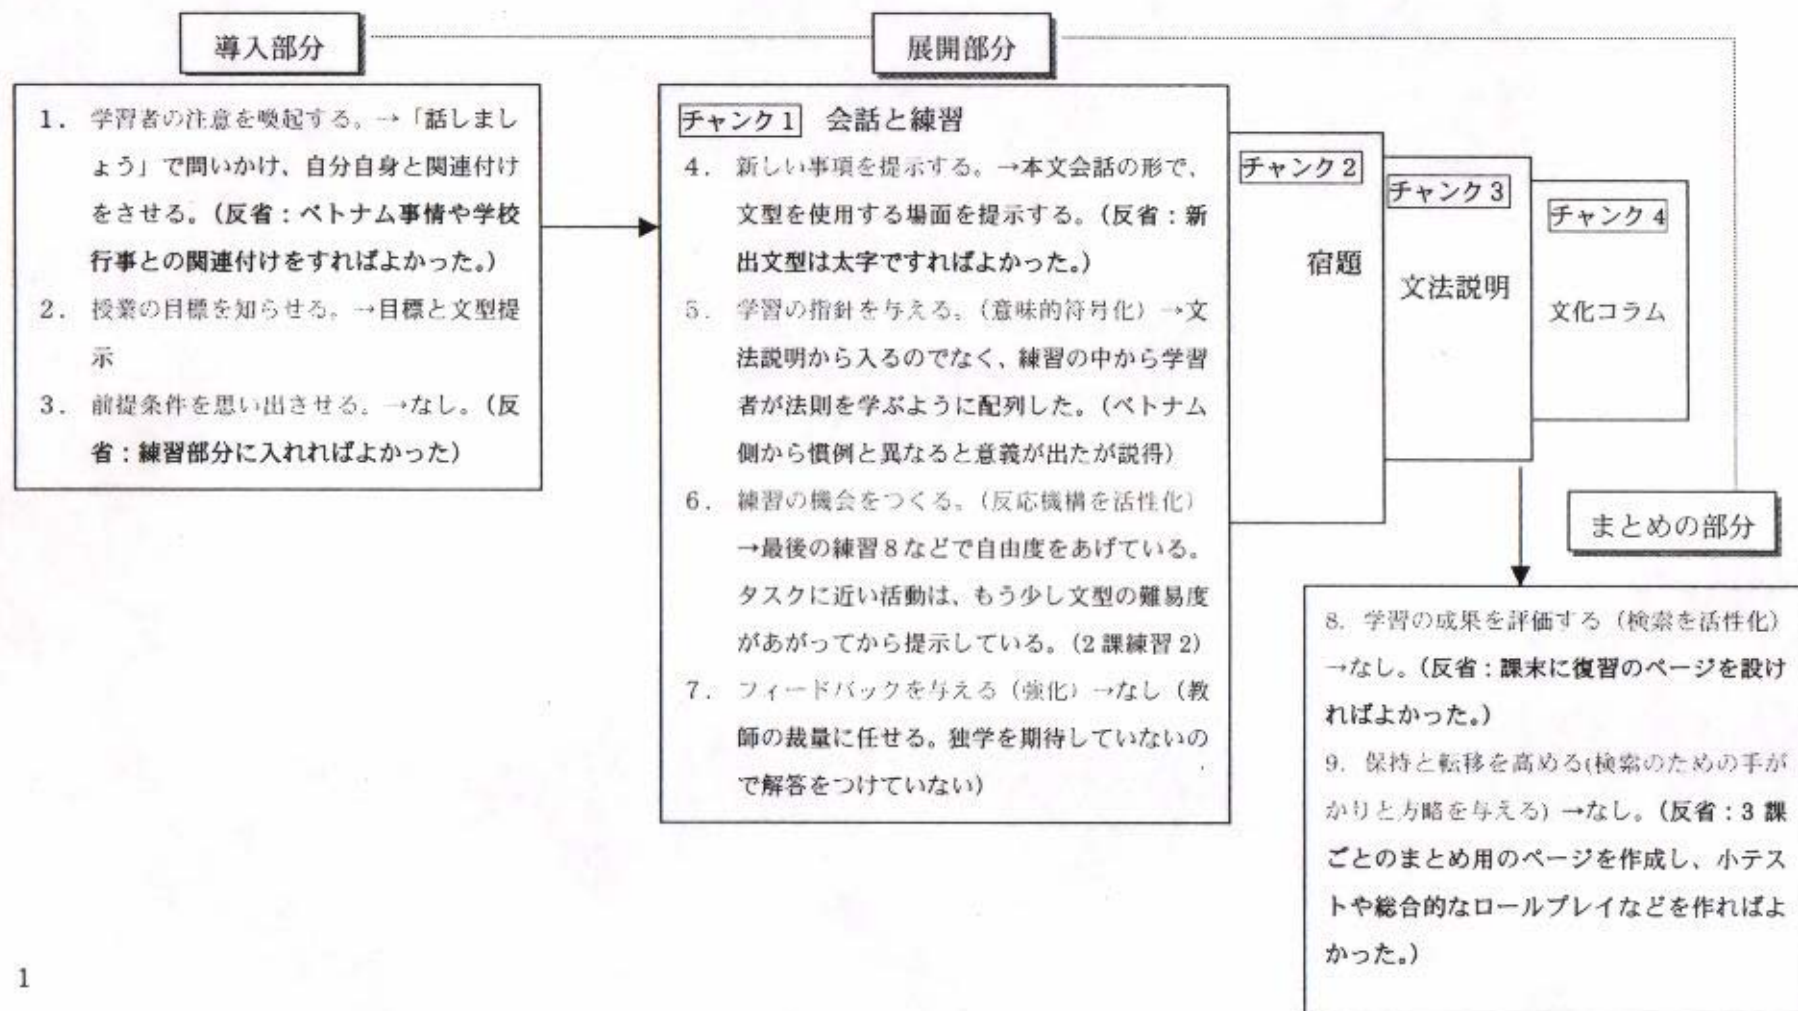 導入部分
展開部分
1. 学習者の注意を喚起する。→「話しまし
ょう」で問いかけ、自分自身と関連付け
をさせる。(反省：ベトナム事情や学校
行事との関連付けをすればよかった。)
2. 授業の目標を知らせる。→目標と文型提
示
3. 前提条件を思い出させる。→なし。(反
省：練習部分に入れればよかった)
チャンク1 会話と練習
4. 新しい事項を提示する。→本文会話の形で、
文型を使用する場面を提示する。(反省：新
出文型は太字ですればよかった。)
5. 学習の指針を与える。(意味的符号化)→文
法説明から入るのでなく、練習の中から学習
者が法則を学ぶように配列した。(ベトナム
側から慣例と異なると意義が出たが説得)
6. 練習の機会をつくる。(反応機構を活性化)
→最後の練習8などで自由度をあげている。
タスクに近い活動は、もう少し文型の難易度
があがってから提示している。(2課練習2)
7. フィードバックを与える(強化)→なし(教
師の裁量に任せる。独学を期待していないの
で解答をつけていない)
チャンク2
宿題
チャンク3
文法説明
チャンク4
文化コラム
まとめの部分
8. 学習の成果を評価する(検索を活性化)
→なし。(反省：課末に復習のページを設け
ればよかった。)
9. 保持と転移を高める(検索のための手が
かりと方略を与える)→なし。(反省：3課
ごとのまとめ用のページを作成し、小テス
トや総合的なロールプレイなどを作ればよ
かった。)
1